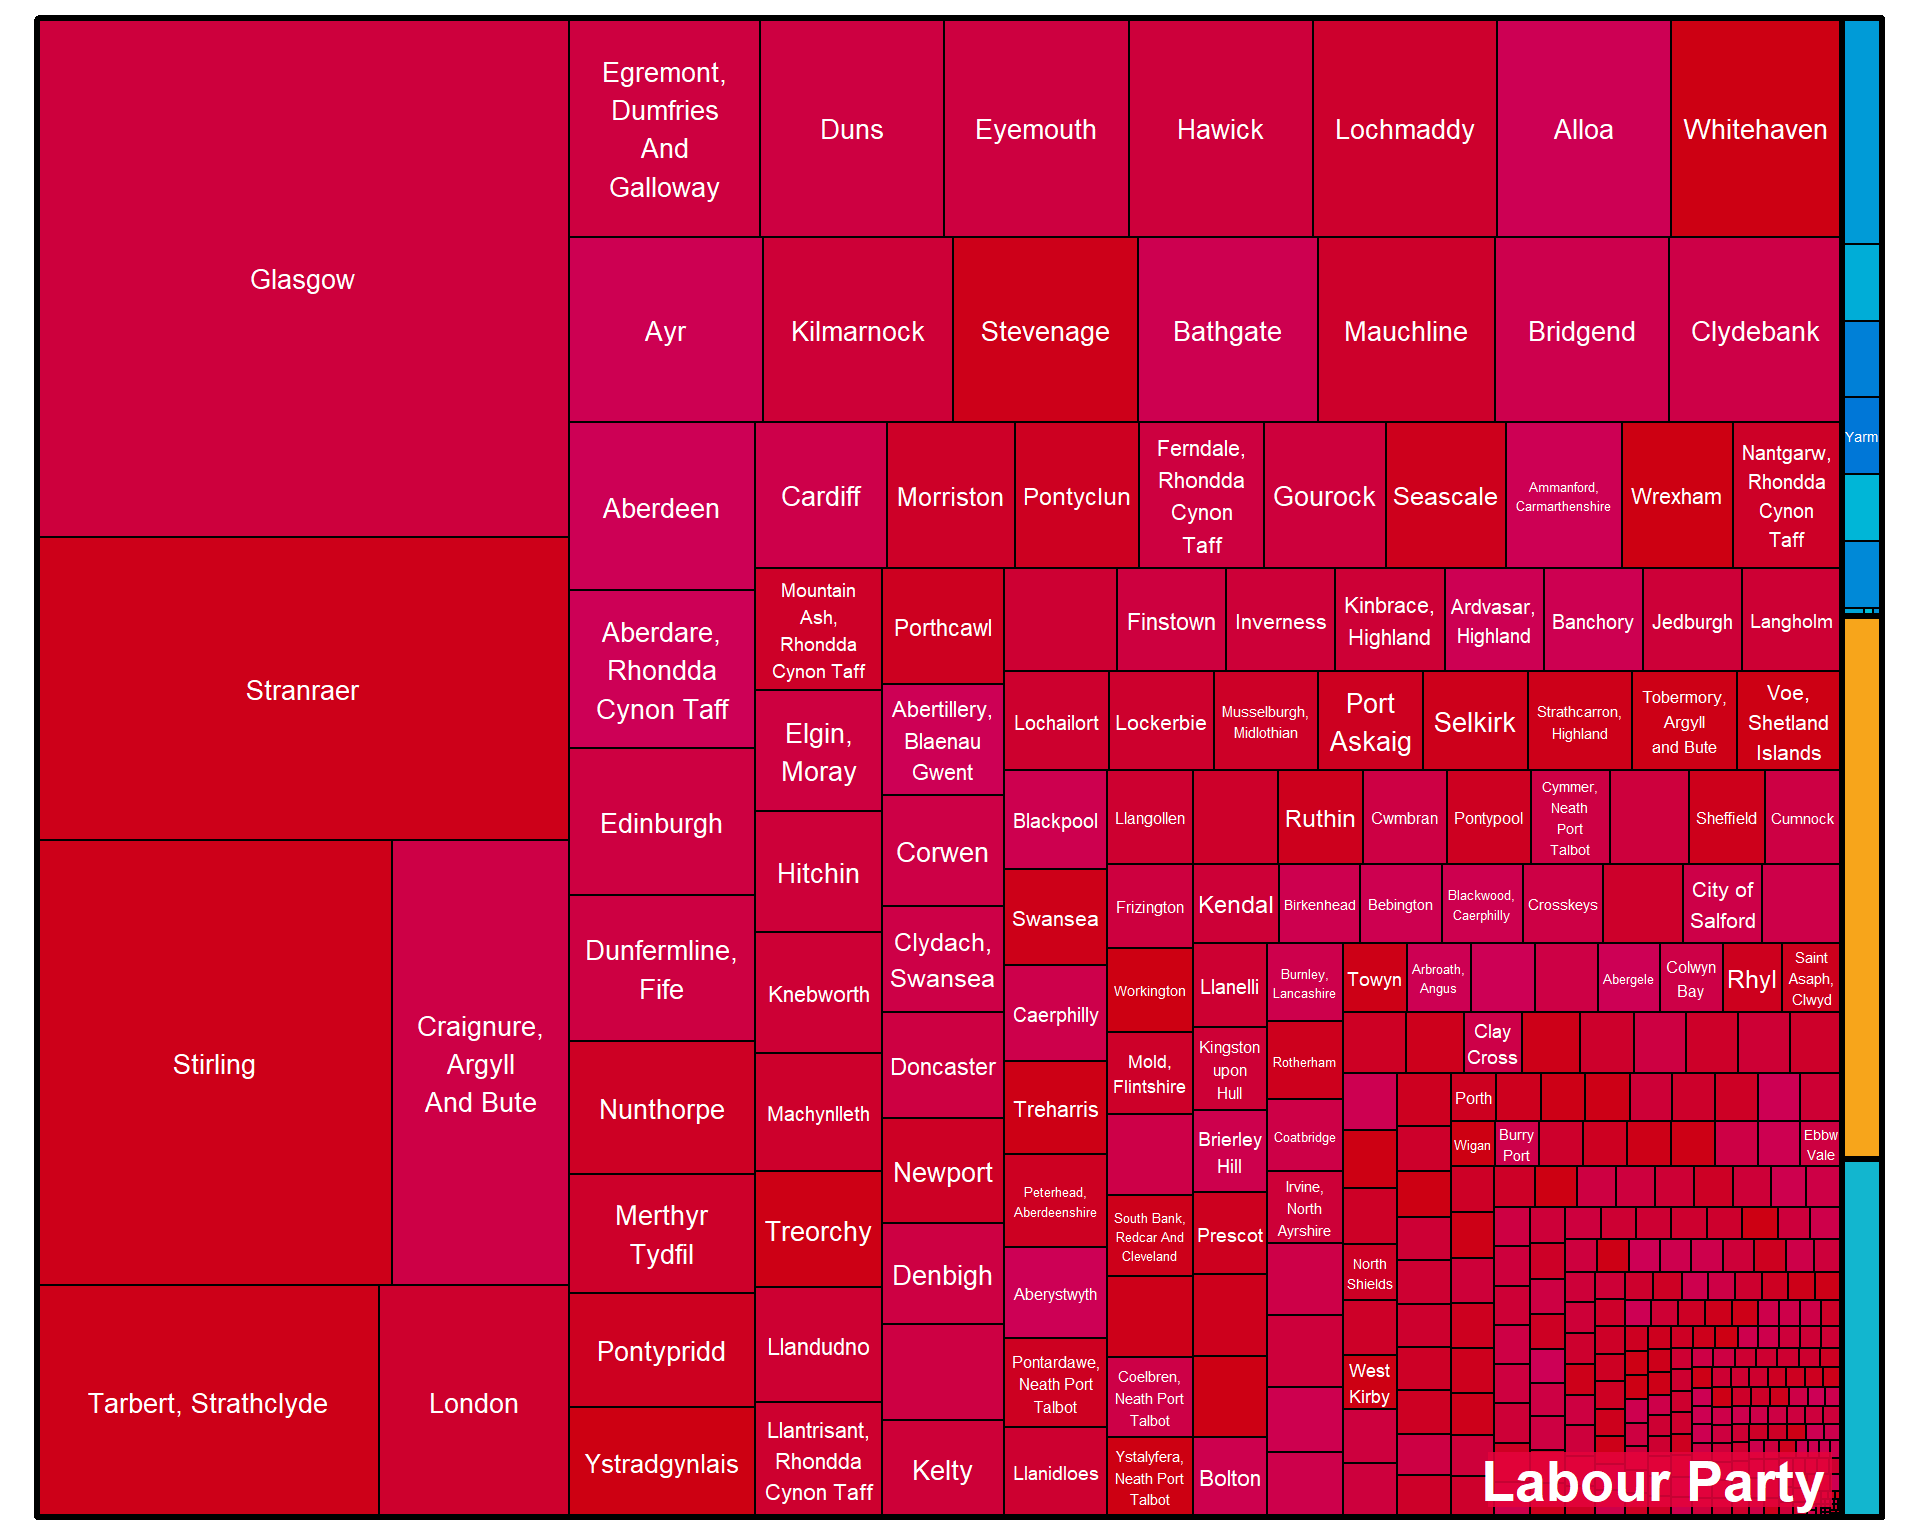 Egremont,
Dumfries
And
Galloway
Duns
Eyemouth
Hawick
Lochmaddy
Alloa
Whitehaven
Glasgow
Ayr
Kilmarnock
Stevenage
Bathgate
Mauchline
Bridgend
Clydebank
Yarm
Aberdeen
Cardiff
Morriston
Pontyclun
Ferndale,
Rhondda
Cynon
Taff
Gourock
Seascale
Ammanford,
Carmarthenshire
Wrexham
Nantgarw,
Rhondda
Cynon
Taff
Aberdare,
Rhondda
Cynon Taff
Mountain
Ash,
Rhondda
Cynon Taff
Porthcawl
Finstown
Inverness
Kinbrace,
Highland
Ardvasar,
Highland
Banchory
Jedburgh
Langholm
Stranraer
Elgin,
Moray
Abertillery,
Blaenau
Gwent
Lochailort
Lockerbie
Musselburgh,
Midlothian
Port
Askaig
Selkirk
Strathcarron,
Highland
Tobermory,
Argyll
and Bute
Voe,
Shetland
Islands
Edinburgh
Hitchin
Corwen
Blackpool
Llangollen
Ruthin
Cwmbran
Pontypool
Cymmer,
Neath
Port
Talbot
Sheffield
Cumnock
Swansea
Frizington
Kendal
Birkenhead
Bebington
Blackwood,
Caerphilly
Crosskeys
City of
Salford
Stirling
Craignure,
Argyll
And Bute
Dunfermline,
Fife
Knebworth
Clydach,
Swansea
Caerphilly
Workington
Llanelli
Burnley,
Lancashire
Towyn
Arbroath,
Angus
Abergele
Colwyn
Bay
Rhyl
Saint
Asaph,
Clwyd
Nunthorpe
Machynlleth
Doncaster
Treharris
Mold,
Flintshire
Kingston
upon
Hull
Rotherham
Clay
Cross
Porth
Merthyr
Tydfil
Treorchy
Newport
Peterhead,
Aberdeenshire
Brierley
Hill
Coatbridge
Wigan
Burry
Port
Ebbw
Vale
Denbigh
Aberystwyth
South Bank,
Redcar And
Cleveland
Prescot
Irvine,
North
Ayrshire
North
Shields
Tarbert, Strathclyde
London
Pontypridd
Llandudno
Pontardawe,
Neath Port
Talbot
Coelbren,
Neath Port
Talbot
West
Kirby
Ystradgynlais
Llantrisant,
Rhondda
Cynon Taff
Kelty
Llanidloes
Ystalyfera,
Neath Port
Talbot
Bolton
Labour Party